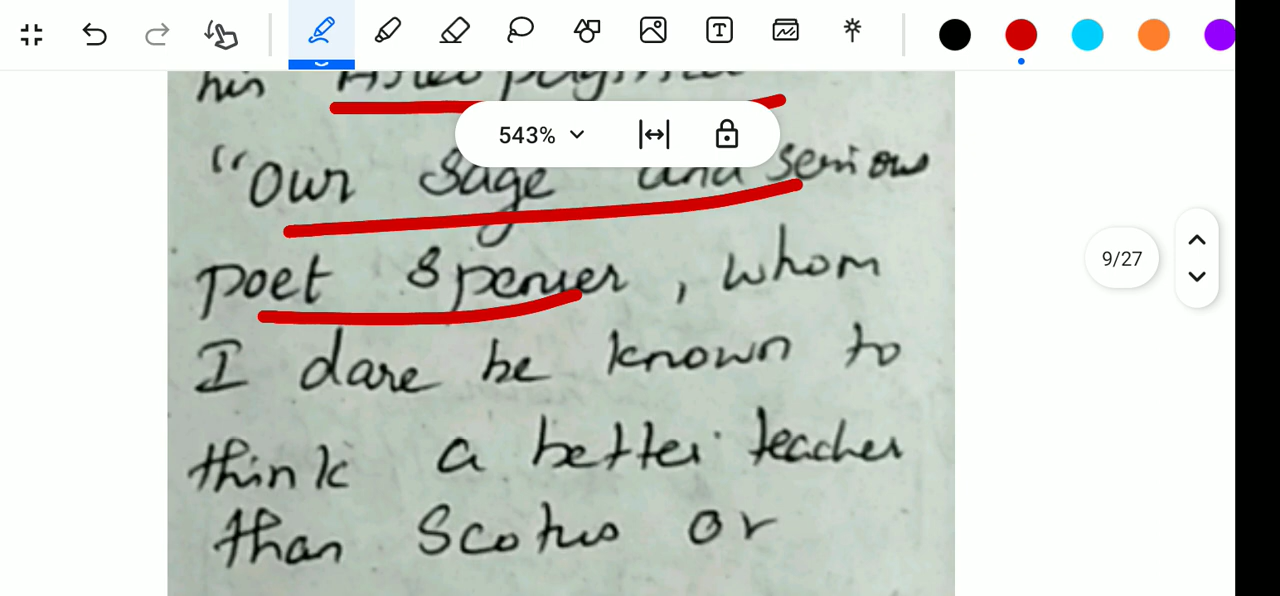 543%
his Areopagitica
"Our Sage and Serious
9/27
poet Spenser, whom
I dare be known to
think a better teacher
than Scotus or